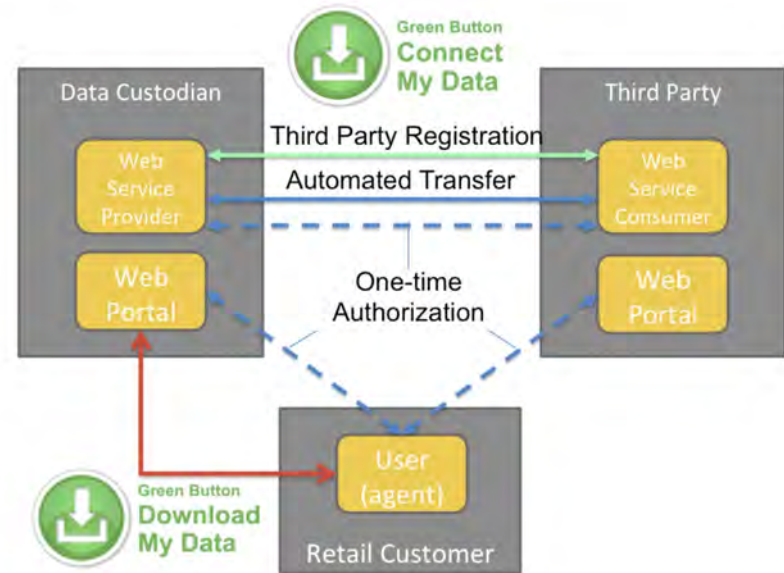 Green Button
Connect
My Data
Data Custodian
Third Party
Web
Service
Provider
Third Party Registration
Automated Transfer
Web
Service
Consumer
Web
Portal
One-time
Authorization
Web
Portal
User
(agent)
Retail Customer
Green Button
Download
My Data